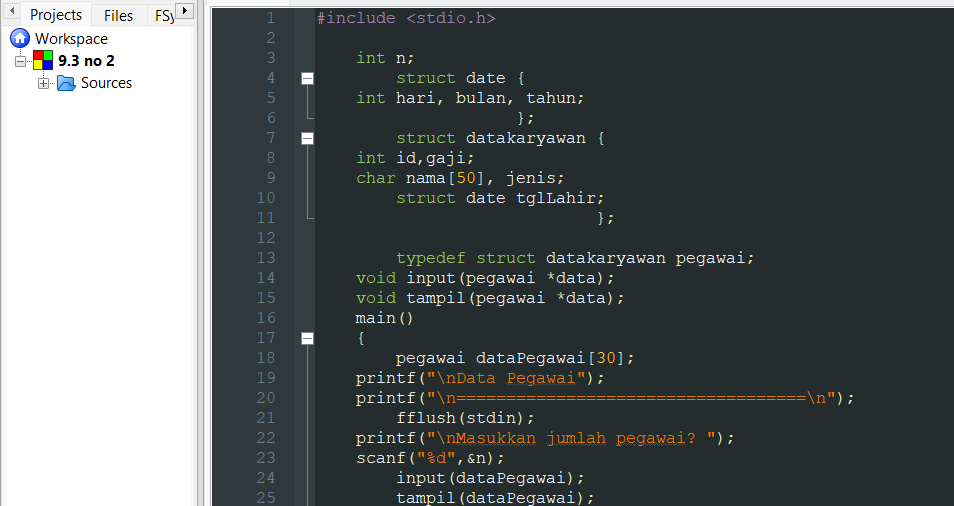 Projects Files FSy
Workspace
9.3 no 2
Sources
1 #include <stdio.h>
2
3 int n;
4 struct date {
5 int hari, bulan, tahun;
6 };
7 struct datakaryawan {
8 int id,gaji;
9 char nama[50], jenis;
10 struct date tglLahir;
11 };
12
13 typedef struct datakaryawan pegawai;
14 void input(pegawai *data);
15 void tampil(pegawai *data);
16 main()
17 {
18 pegawai dataPegawai[30];
19 printf("\nData Pegawai");
20 printf("\n===================================\n");
21 fflush(stdin);
22 printf("\nMasukkan jumlah pegawai? ");
23 scanf("%d",&n);
24 input(dataPegawai);
25 tampil(dataPegawai);